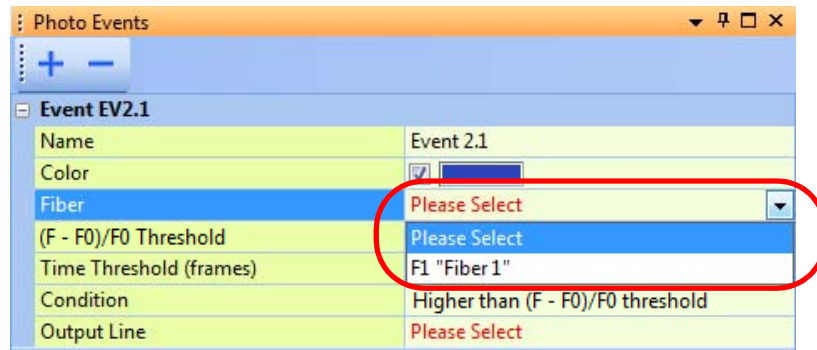 Photo Events
Event EV2.1
Name Event 2.1
Color
Fiber Please Select
(F - F0)/F0 Threshold Please Select
Time Threshold (frames) F1 "Fiber 1"
Condition Higher than (F - F0)/F0 threshold
Output Line Please Select